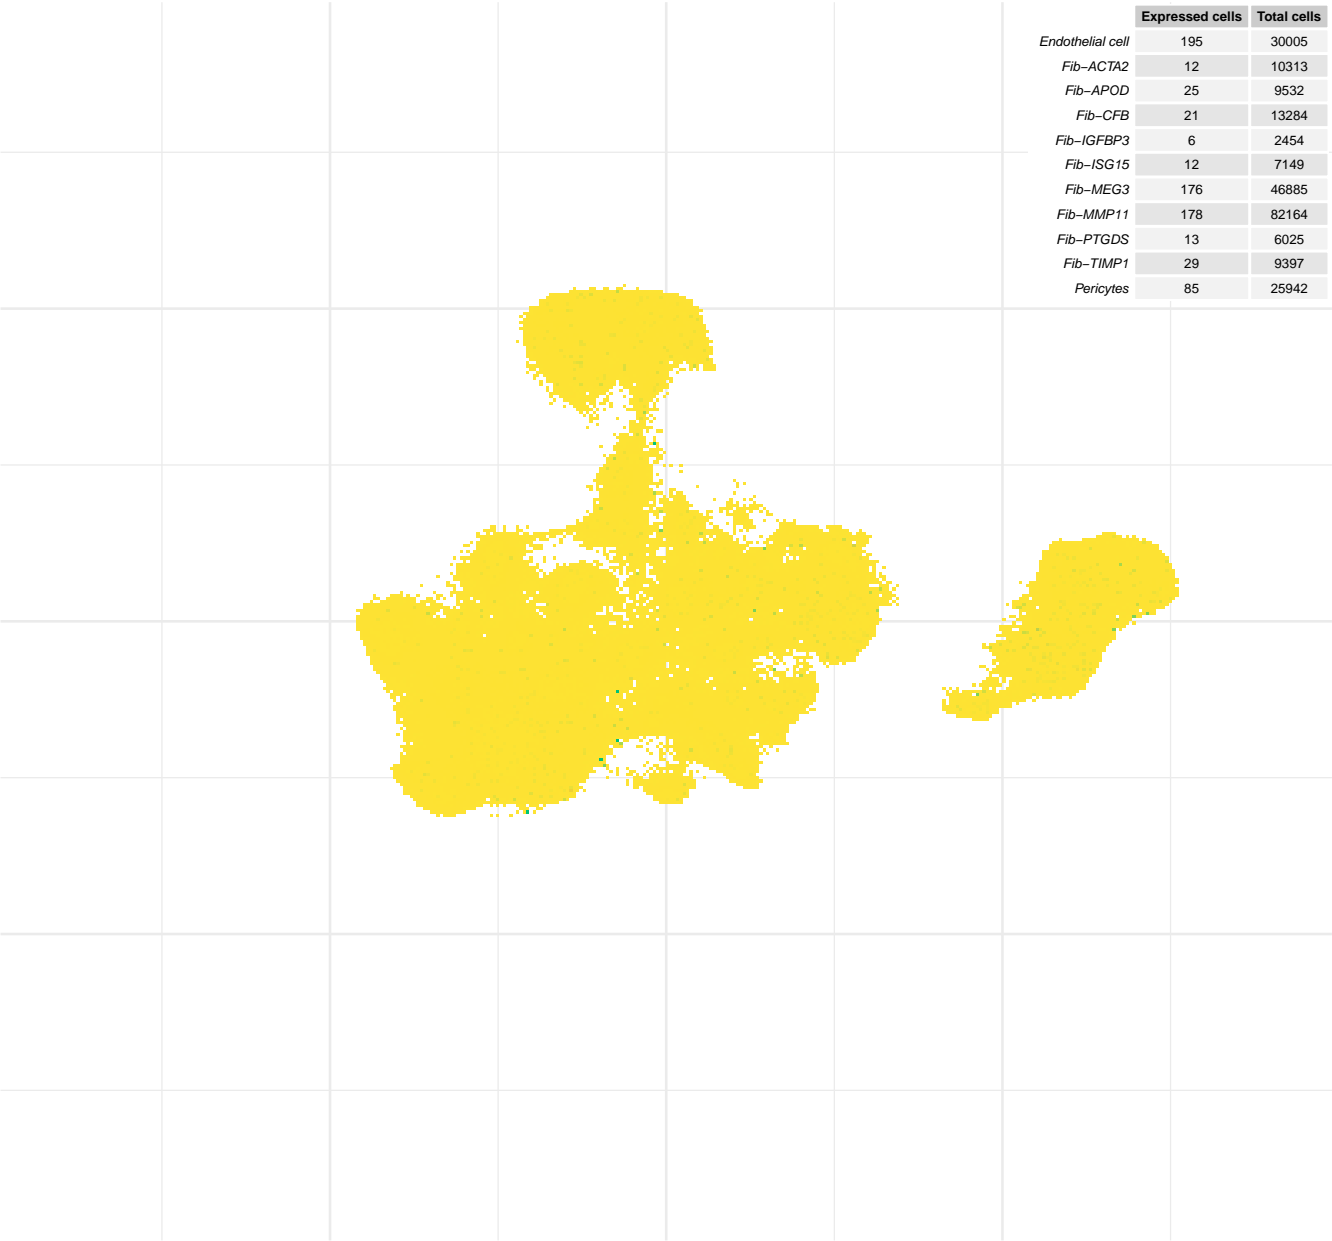 Expressed cells Total cells
Endothelial cell 195 30005
Fib−ACTA2 12 10313
Fib−APOD 25 9532
Fib−CFB 21 13284
Fib−IGFBP3 6 2454
Fib−ISG15 12 7149
Fib−MEG3 176 46885
Fib−MMP11 178 82164
Fib−PTGDS 13 6025
Fib−TIMP1 29 9397
Pericytes 85 25942